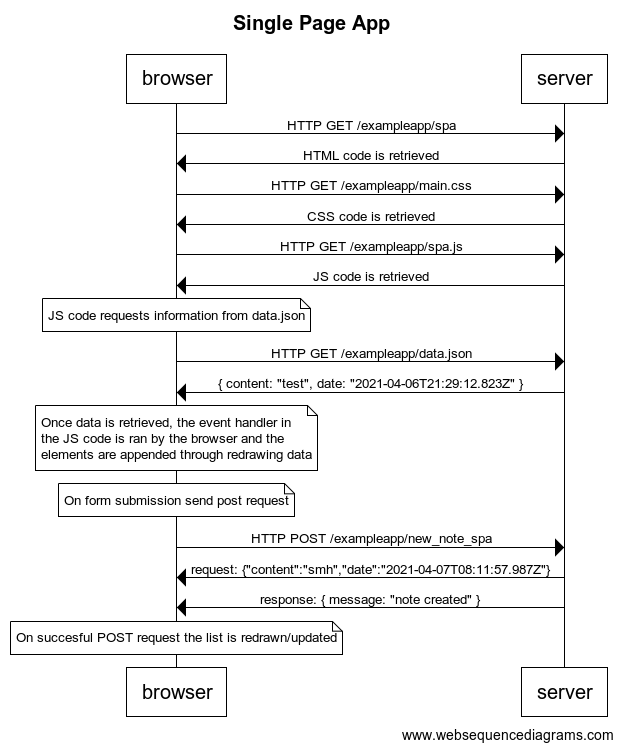 Single Page App
browser
server
HTTP GET /exampleapp/spa
HTML code is retrieved
HTTP GET /exampleapp/main.css
CSS code is retrieved
HTTP GET /exampleapp/spa.js
JS code is retrieved
JS code requests information from data.json
HTTP GET /exampleapp/data.json
{ content: "test", date: "2021-04-06T21:29:12.823Z" }
Once data is retrieved, the event handler in
the JS code is ran by the browser and the
elements are appended through redrawing data
On form submission send post request
HTTP POST /exampleapp/new_note_spa
request: {"content":"smh","date":"2021-04-07T08:11:57.987Z"}
response: { message: "note created" }
On succesful POST request the list is redrawn/updated
browser
server
www.websequencediagrams.com